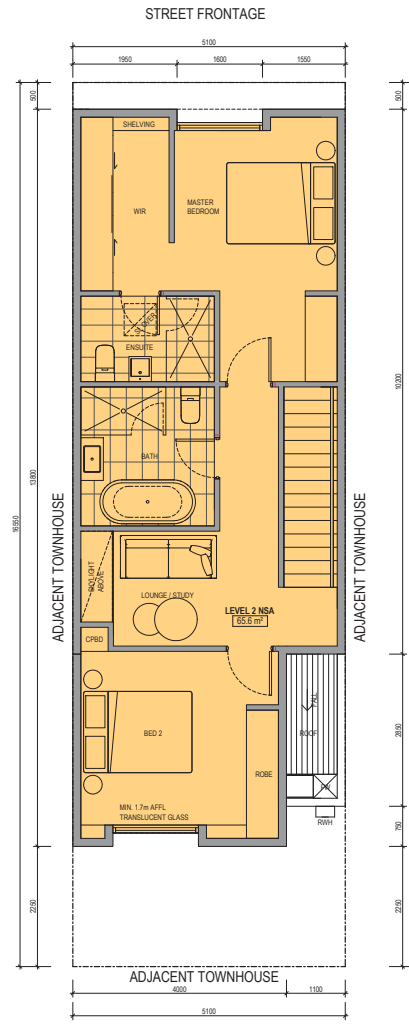 STREET FRONTAGE
5100
1950 1600 1550
500
500
SHELVING
WIR
MASTER
BEDROOM
10200
ENSUITE
13800
16550
BATH
ADJACENT TOWNHOUSE
ADJACENT TOWNHOUSE
SKYLIGHT
ABOVE
LOUNGE / STUDY
LEVEL 2 NSA
65.6 m²
CPBD
FALL
ROOF
2850
BED 2
ROBE
MIN. 1.7m AFFL
TRANSLUCENT GLASS
RWH
750
2250
2250
ADJACENT TOWNHOUSE
4000 1100
5100